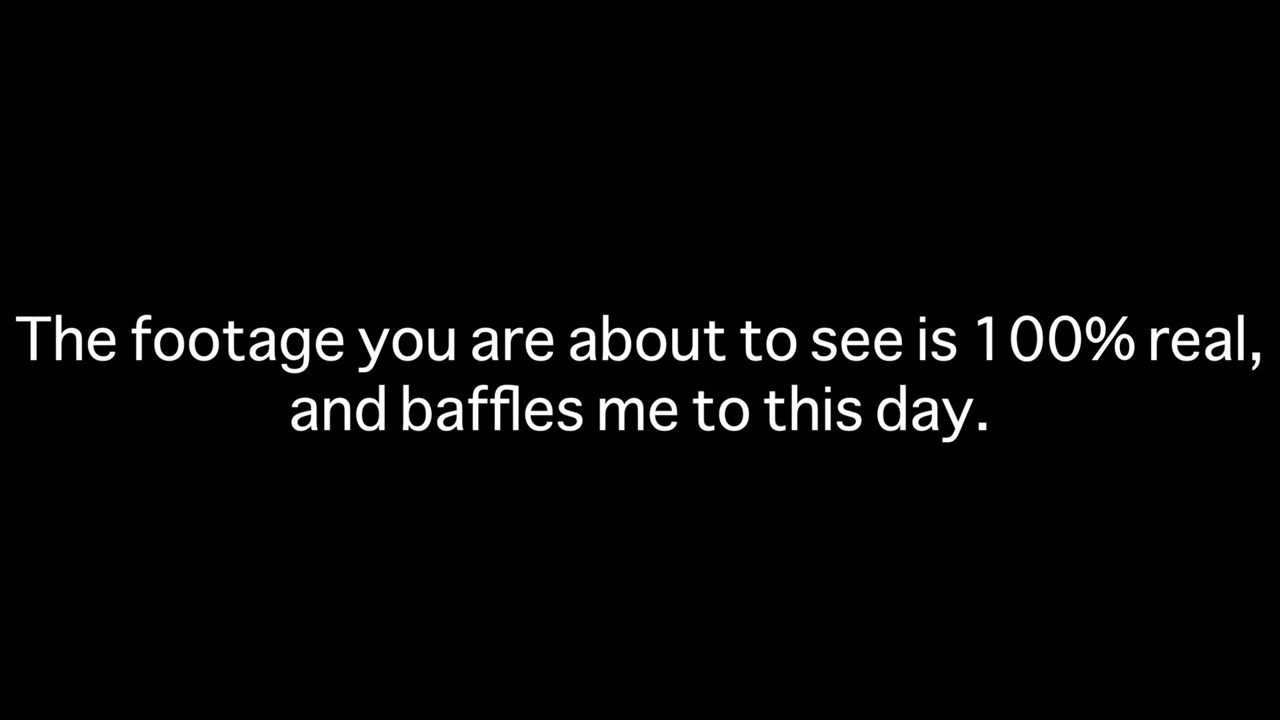 The footage you are about to see is 100% real,
and baffles me to this day.